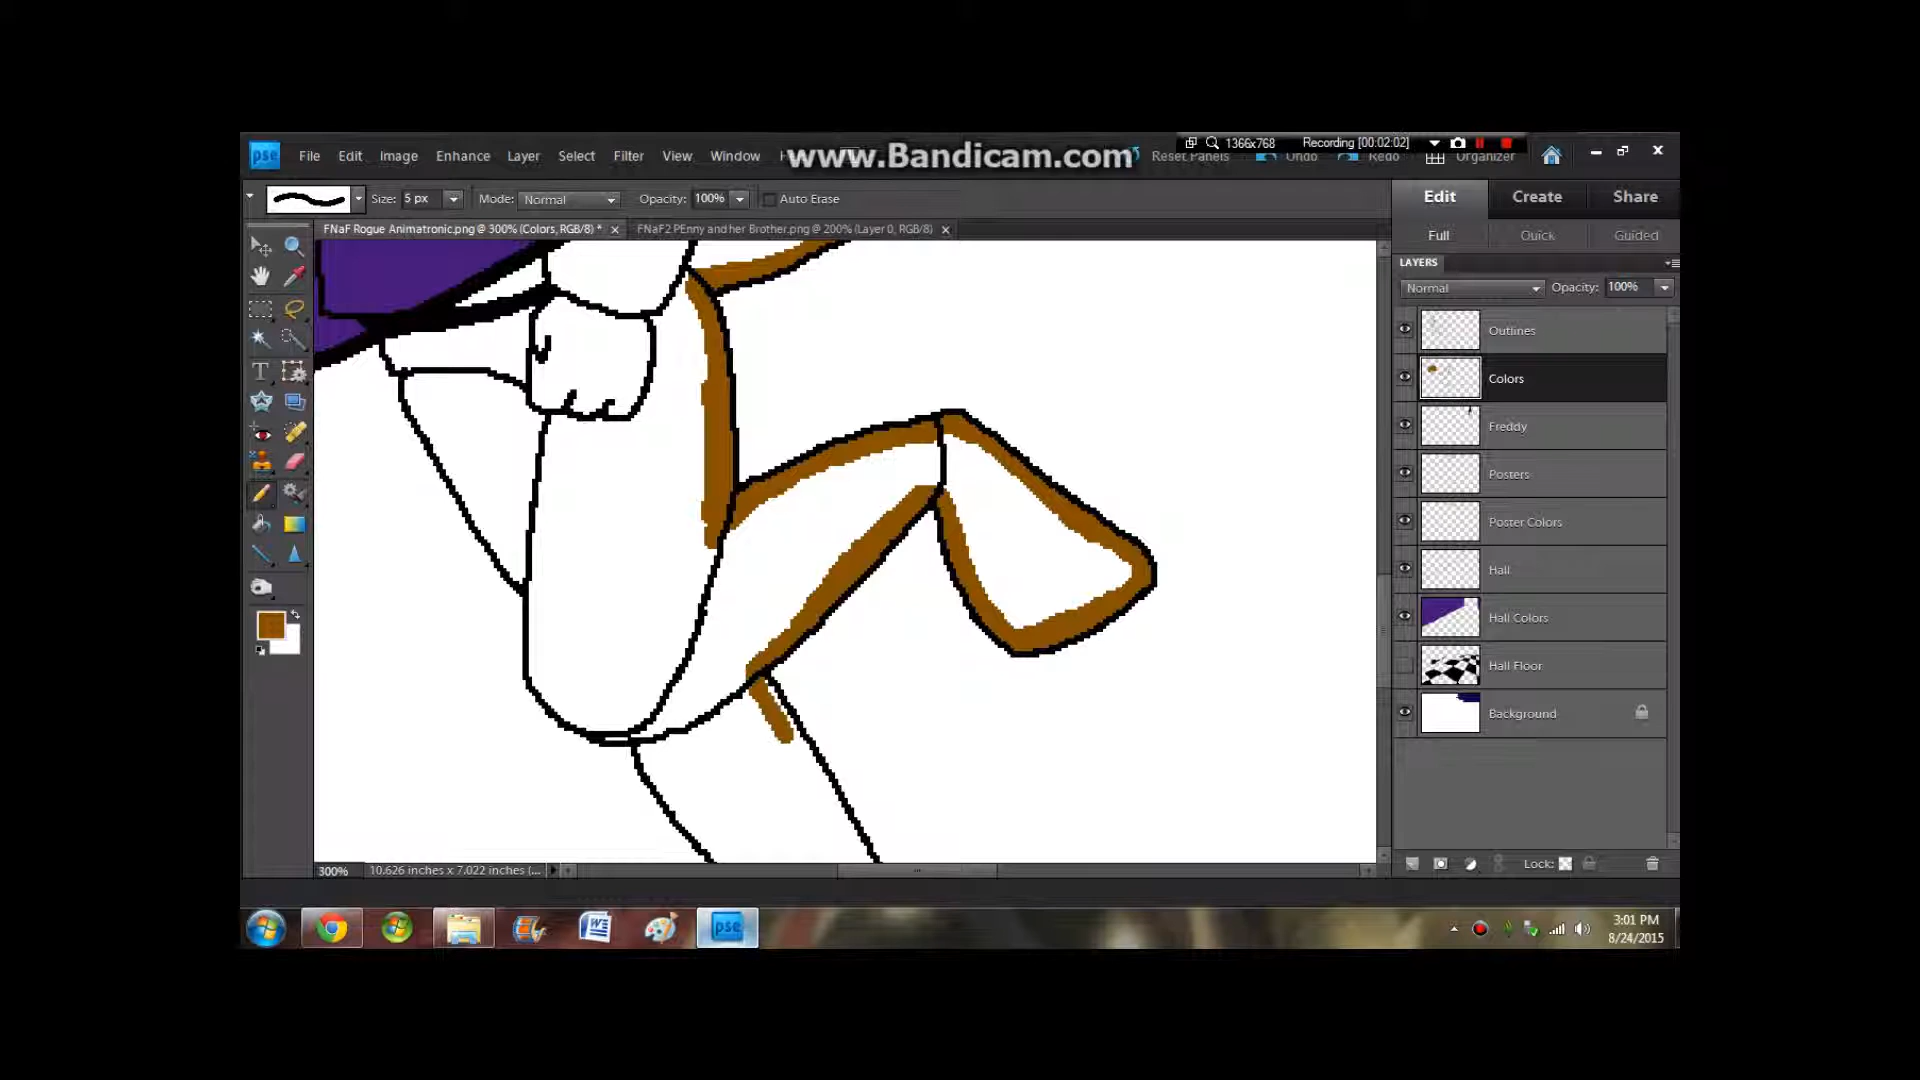 www.Bandicam.com
1366x768 Recording [00:02:02]
pse File Edit Image Enhance Layer Select Filter View Window Reset Panels Undo Redo Organizer
Size: 5 px Mode: Normal Opacity: 100% Auto Erase
Edit Create Share
FNaF Rogue Animatronic.png @ 300% (Colors, RGB/8) * FNaF2 PEnny and her Brother.png @ 200% (Layer 0, RGB/8)
Full Quick Guided
LAYERS
Normal Opacity: 100%
Outlines
Colors
Freddy
Posters
Poster Colors
Hall
Hall Colors
Hall Floor
Background
Lock:
300% 10.626 inches x 7.022 inches (...
pse
3:01 PM
8/24/2015